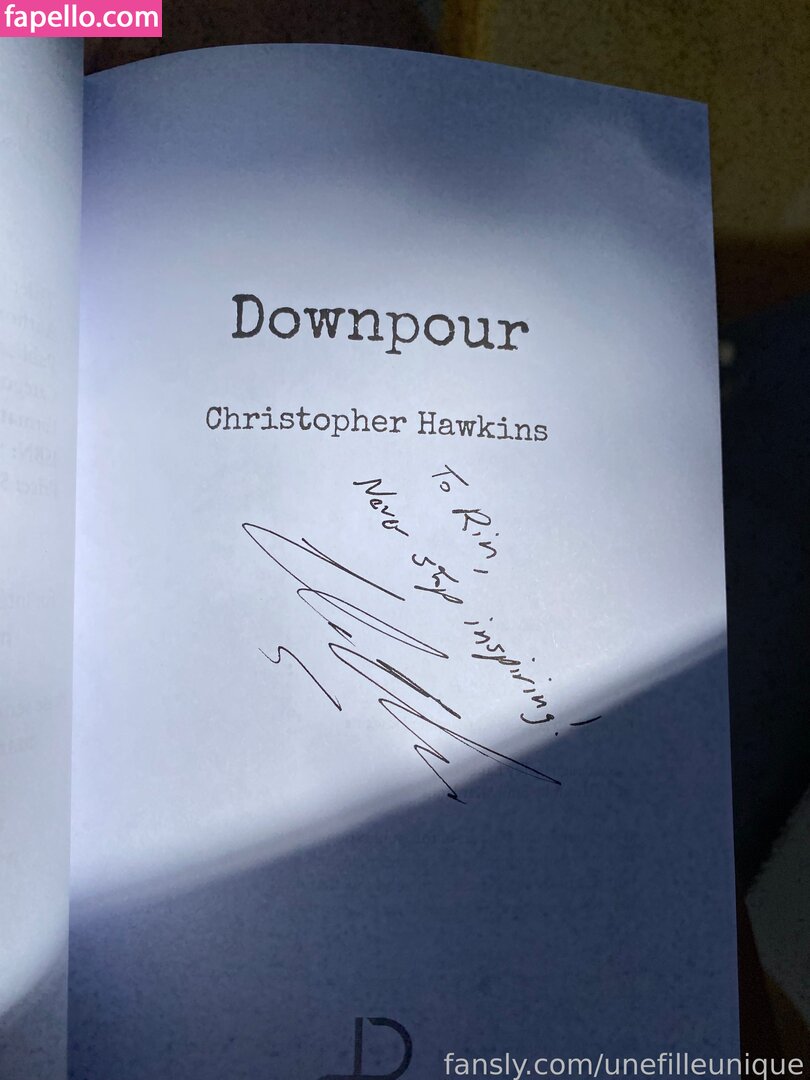 fapello.com
Downpour
Christopher Hawkins
To Rin,
Never stop inspiring!
D
fansly.com/unefilleunique